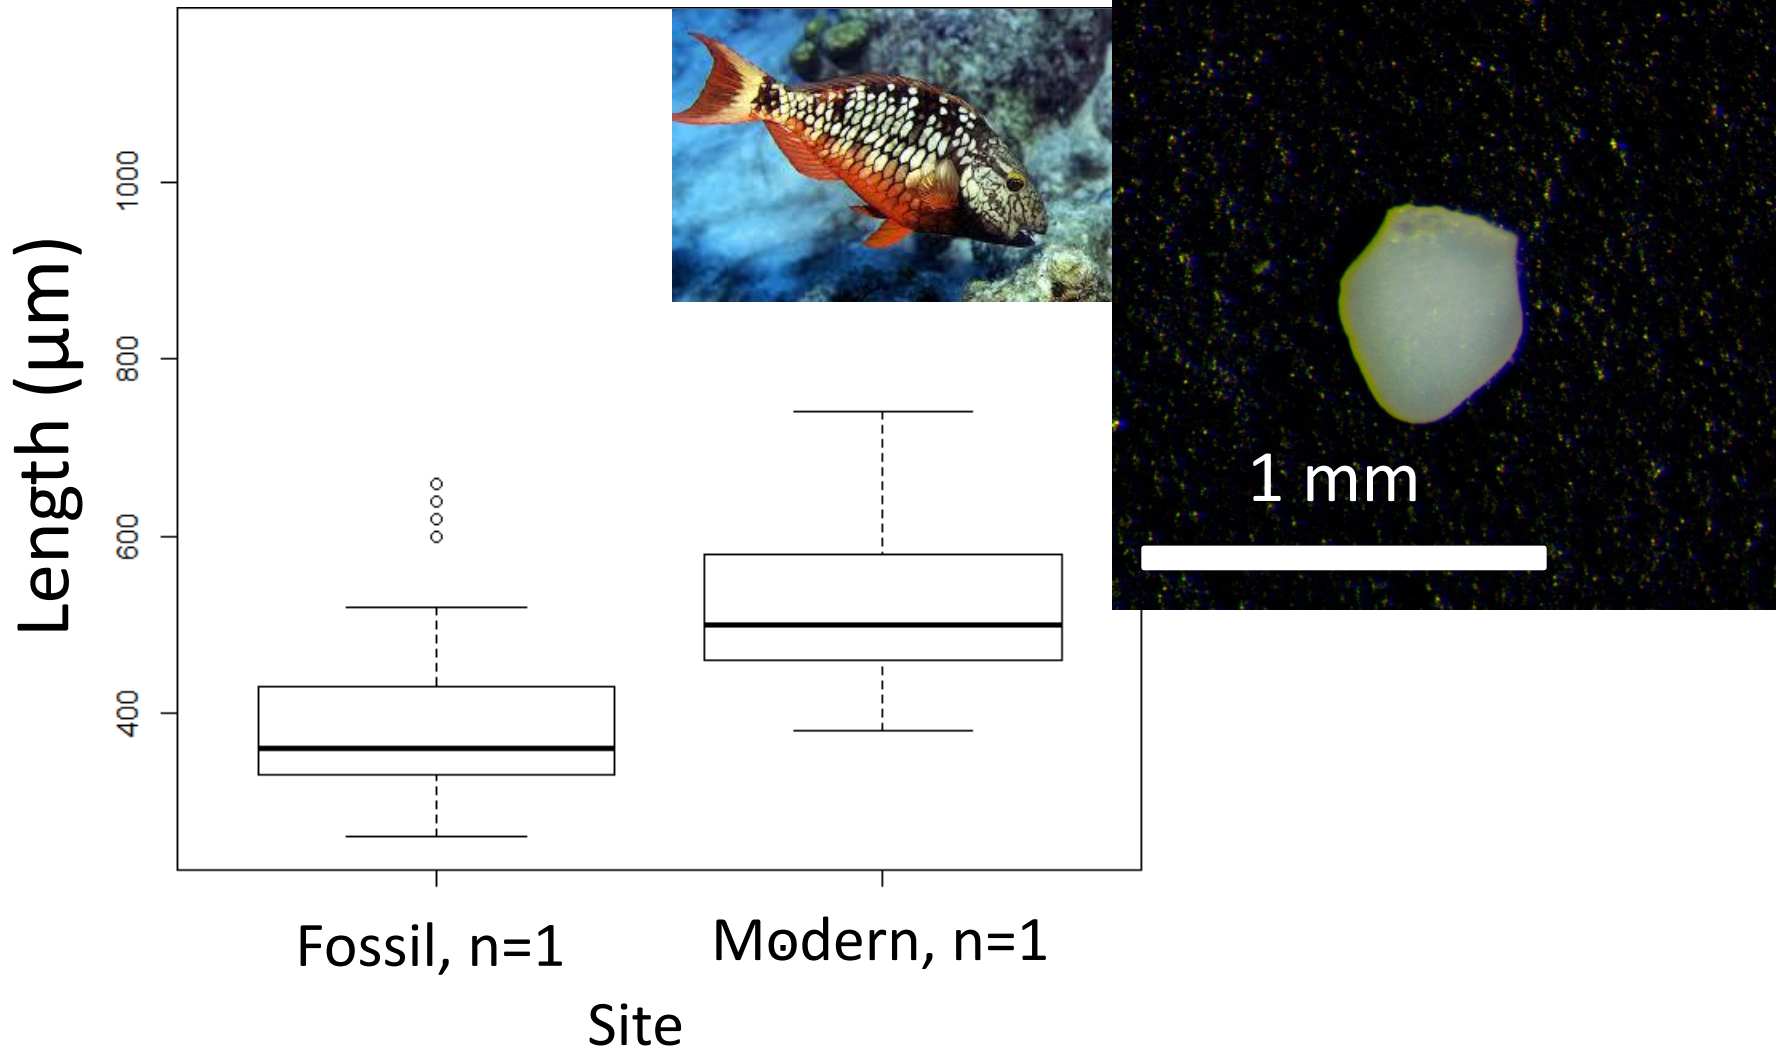 Length (µm)
1000
800
600
400
1 mm
Fossil, n=1
Modern, n=1
Site